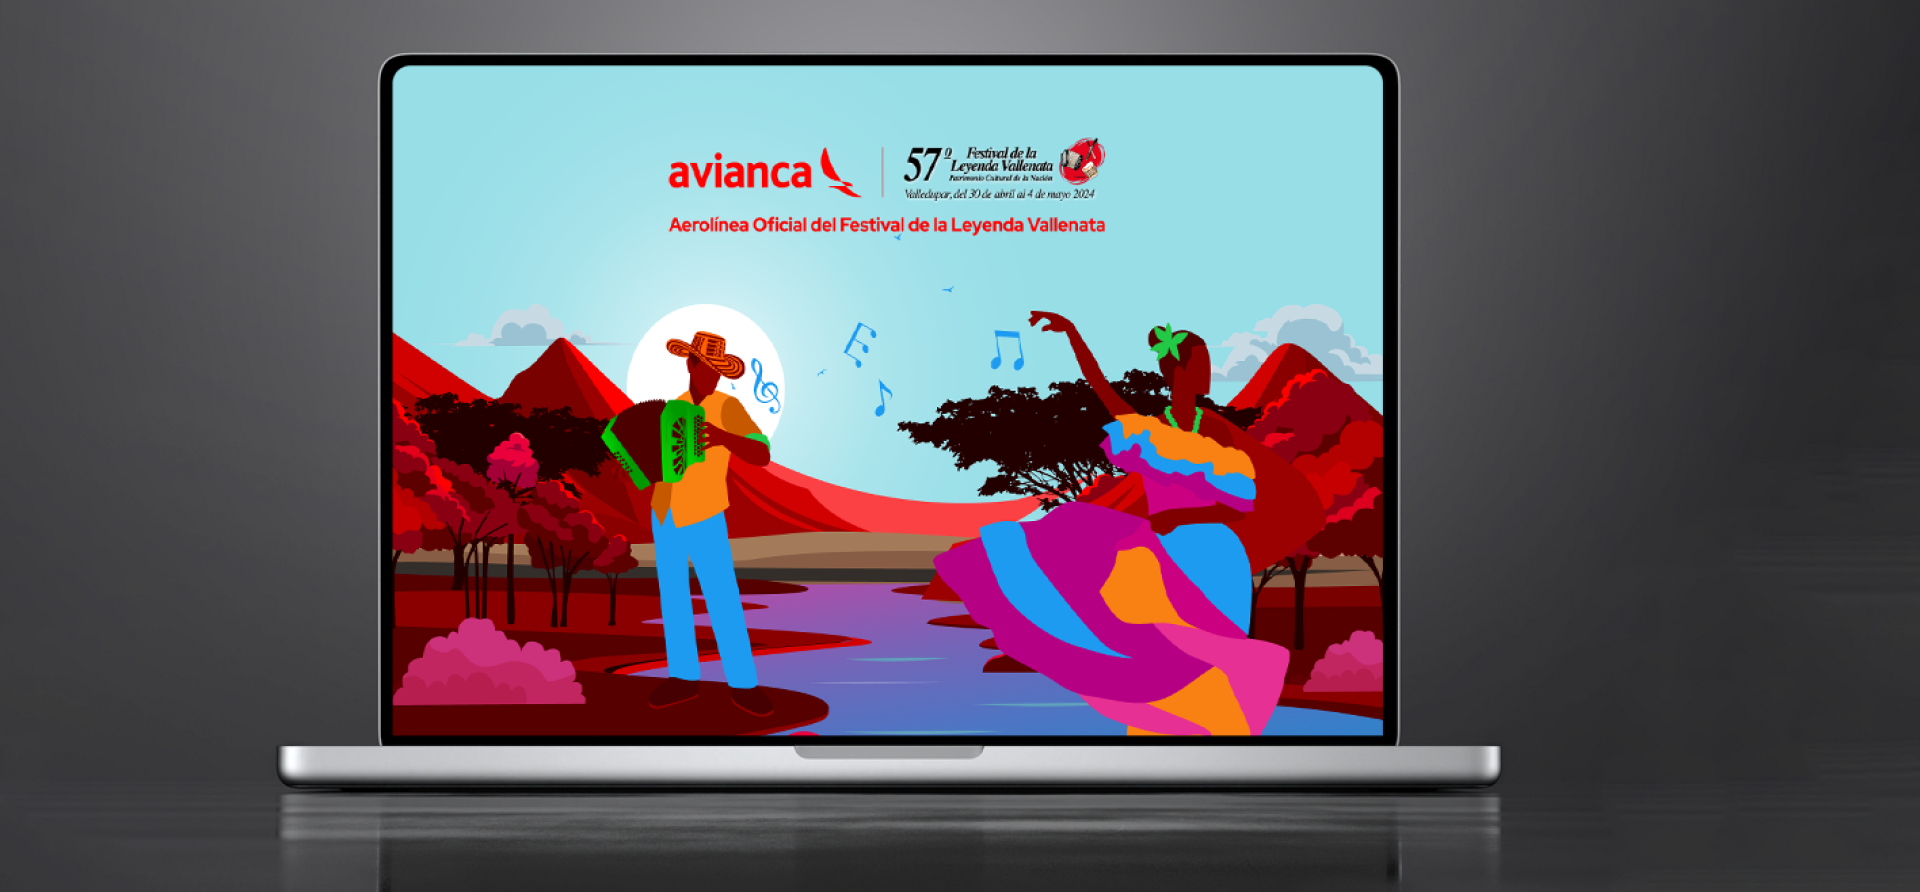 avianca
57º Festival de la
Leyenda Vallenata
Patrimonio Cultural de la Nación
Valledupar, del 30 de abril al 4 de mayo 2024
Aerolínea Oficial del Festival de la Leyenda Vallenata